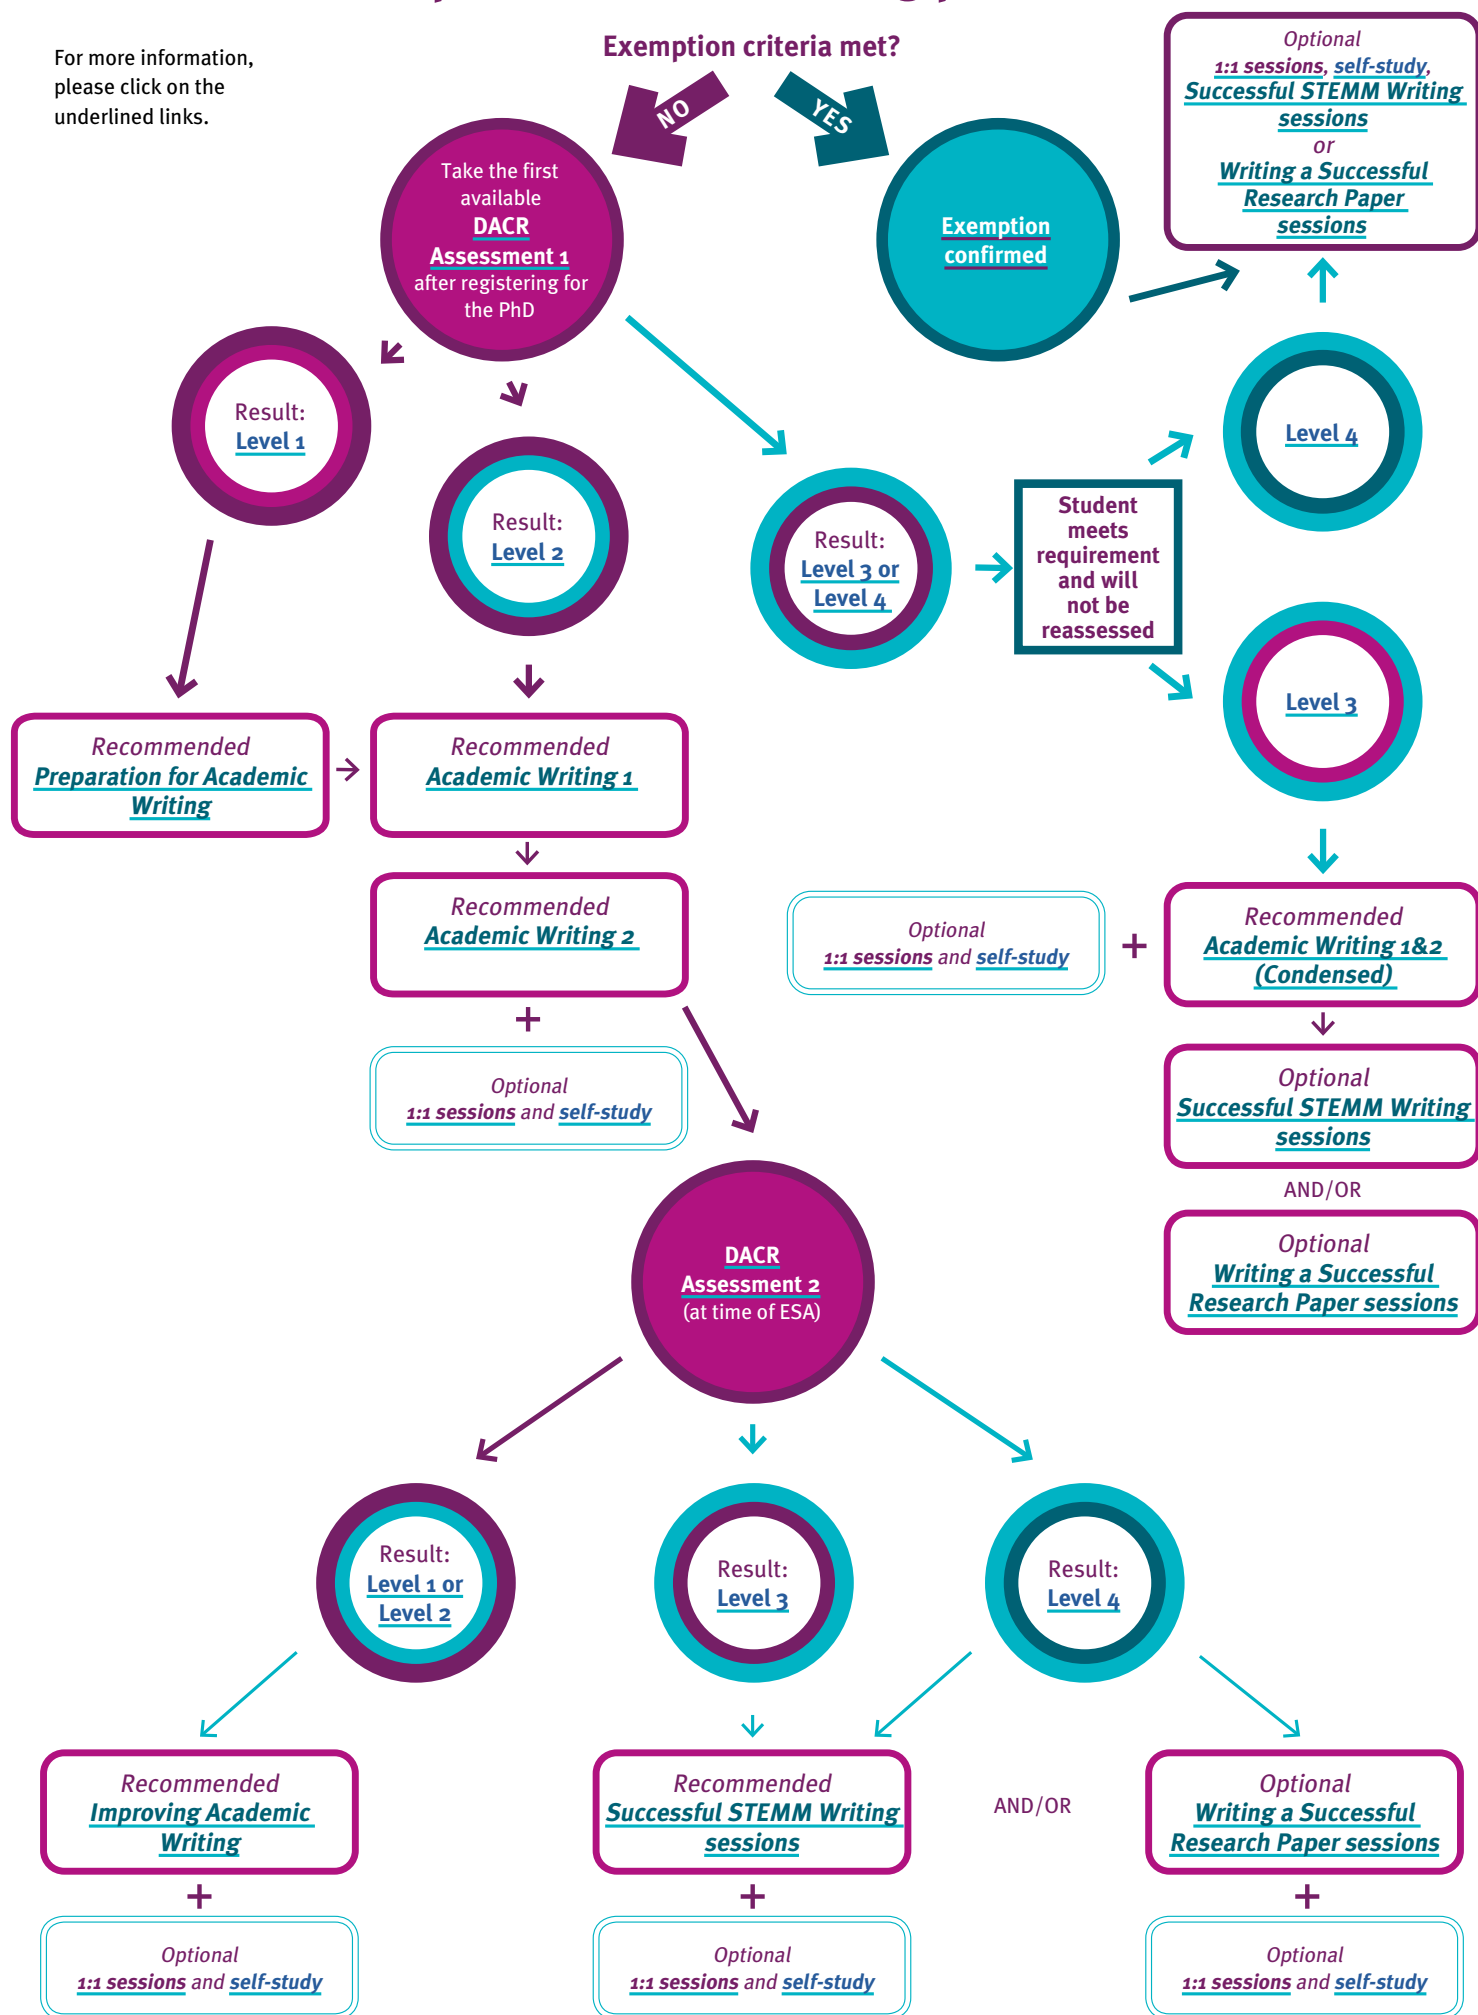 For more information,
please click on the
underlined links.
Exemption criteria met?
NO
YES
Optional
1:1 sessions, self-study,
Successful STEMM Writing
sessions
or
Writing a Successful
Research Paper
sessions
Take the first
available
DACR
Assessment 1
after registering for
the PhD
Exemption
confirmed
Result:
Level 1
Result:
Level 2
Result:
Level 3 or
Level 4
Student
meets
requirement
and will
not be
reassessed
Level 4
Level 3
Recommended
Preparation for Academic
Writing
Recommended
Academic Writing 1
Recommended
Academic Writing 2
+
Optional
1:1 sessions and self-study
Optional
1:1 sessions and self-study
+
Recommended
Academic Writing 1&2
(Condensed)
Optional
Successful STEMM Writing
sessions
AND/OR
Optional
Writing a Successful
Research Paper sessions
DACR
Assessment 2
(at time of ESA)
Result:
Level 1 or
Level 2
Result:
Level 3
Result:
Level 4
Recommended
Improving Academic
Writing
+
Optional
1:1 sessions and self-study
Recommended
Successful STEMM Writing
sessions
+
Optional
1:1 sessions and self-study
AND/OR
Optional
Writing a Successful
Research Paper sessions
+
Optional
1:1 sessions and self-study